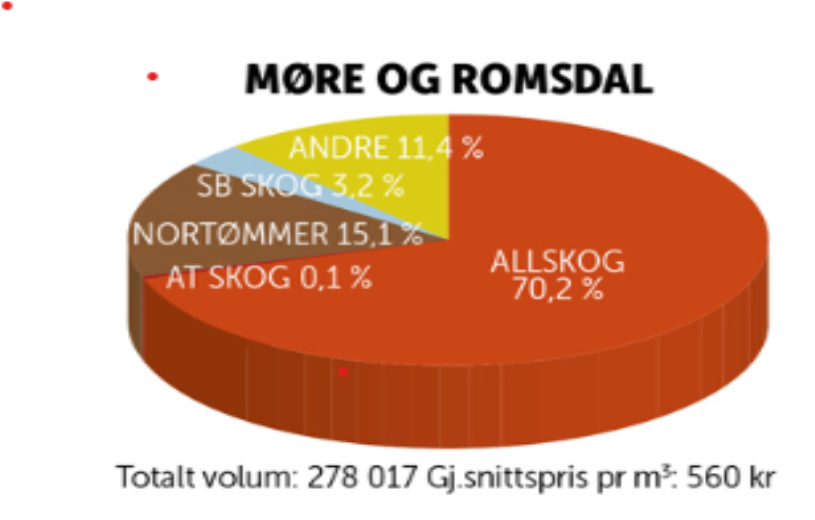 MØRE OG ROMSDAL
ANDRE 11,4 %
SB SKOG 3,2 %
NORTØMMER 15,1 %
AT SKOG 0,1 %
ALLSKOG
70,2 %
Totalt volum: 278 017 Gj.snittspris pr m³: 560 kr